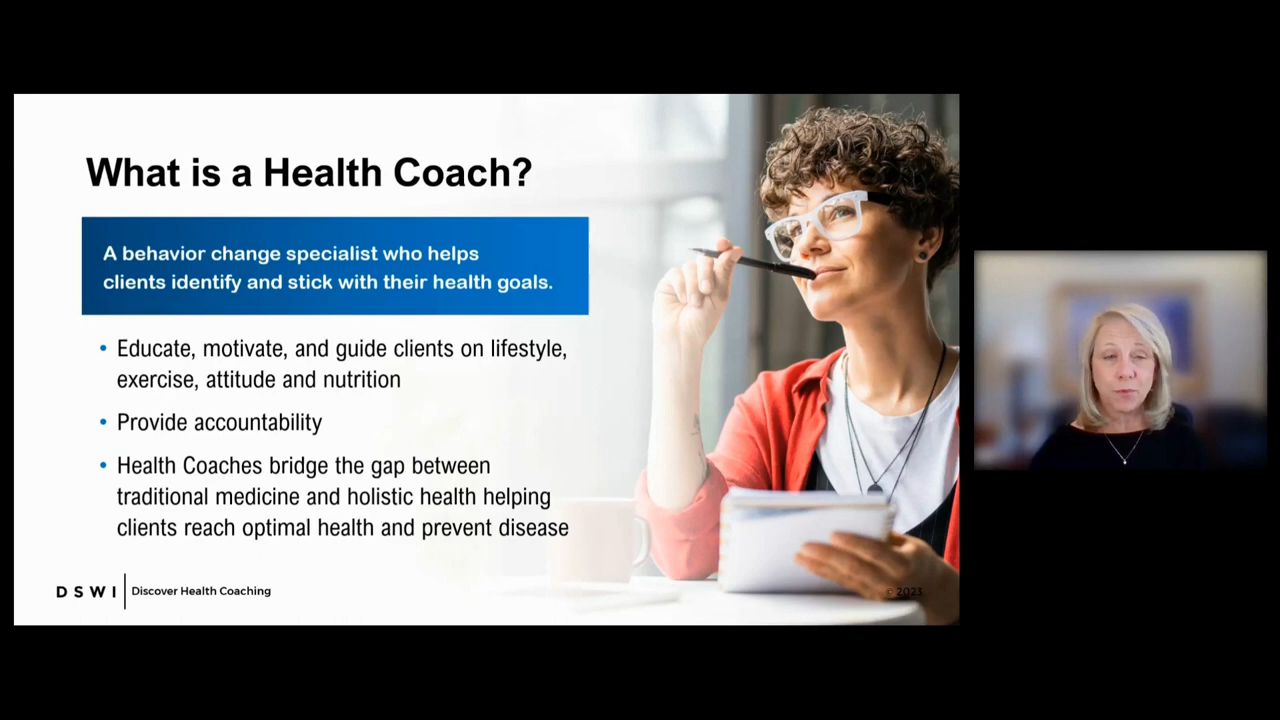 What is a Health Coach?
A behavior change specialist who helps
clients identify and stick with their health goals.
• Educate, motivate, and guide clients on lifestyle,
exercise, attitude and nutrition
• Provide accountability
• Health Coaches bridge the gap between
traditional medicine and holistic health helping
clients reach optimal health and prevent disease
DSWI | Discover Health Coaching
© 2023